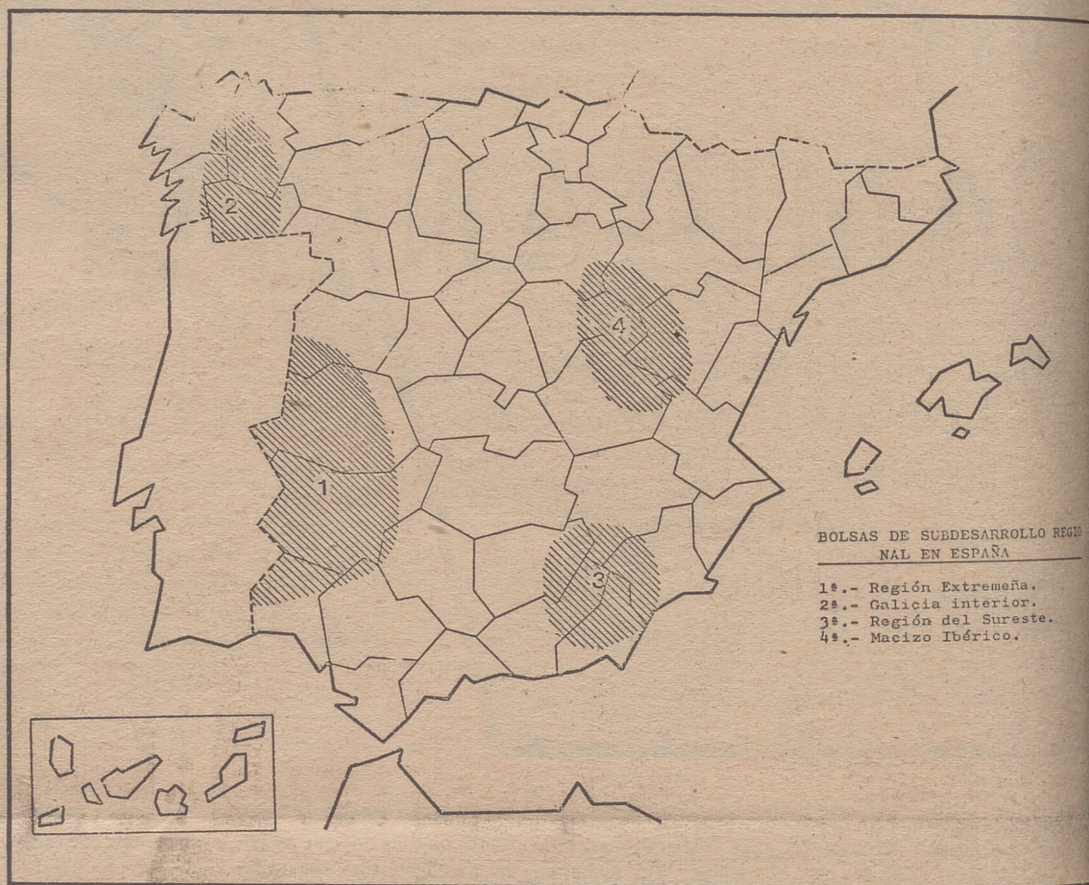 2
4
1
3
BOLSAS DE SUBDESARROLLO REGIO
NAL EN ESPAÑA
1ª.- Región Extremeña.
2ª.- Galicia interior.
3ª.- Región del Sureste.
4ª.- Macizo Ibérico.